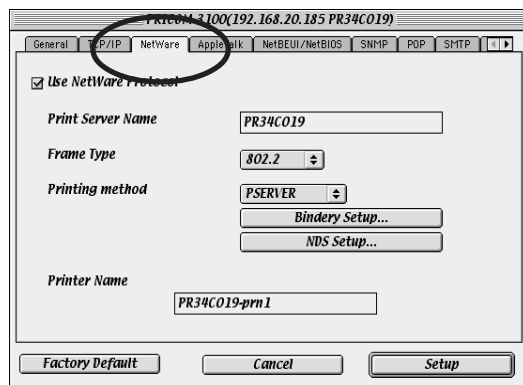 PRICOM 3100(192.168.20.185 PR34C019)
General TCP/IP NetWare AppleTalk NetBEUI/NetBIOS SNMP POP SMTP
Use NetWare Protocol
Print Server Name PR34C019
Frame Type 802.2
Printing method PSERVER
Bindery Setup...
NDS Setup...
Printer Name
PR34C019-prn1
Factory Default Cancel Setup